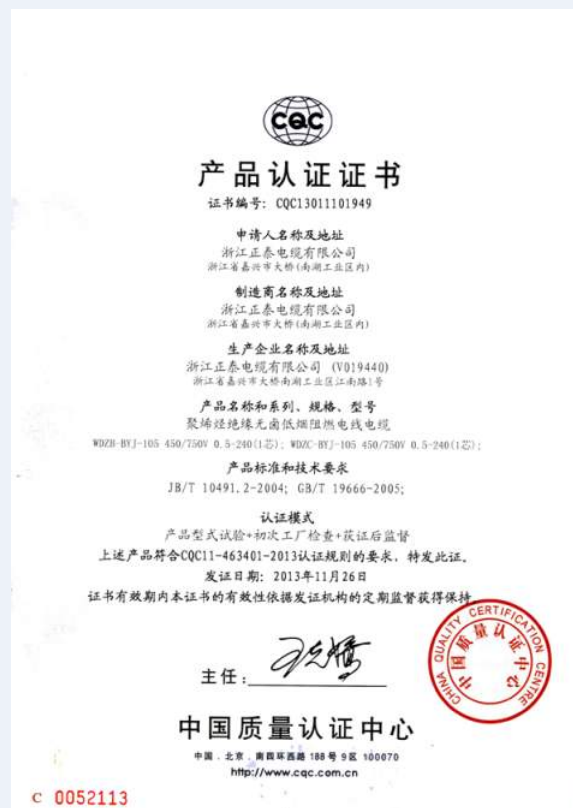 CQC
产品认证证书
证书编号: CQC13011101949
申请人名称及地址
浙江正泰电缆有限公司
浙江省嘉兴市大桥(南湖工业区内)
制造商名称及地址
浙江正泰电缆有限公司
浙江省嘉兴市大桥(南湖工业区内)
生产企业名称及地址
浙江正泰电缆有限公司 (V019440)
浙江省嘉兴市大桥南湖工业区江南路1号
产品名称和系列、规格、型号
聚烯烃绝缘无卤低烟阻燃电线电缆
WDZB-BYJ-105 450/750V 0.5-240(1芯); WDZC-BYJ-105 450/750V 0.5-240(1芯);
产品标准和技术要求
JB/T 10491.2-2004; GB/T 19666-2005;
认证模式
产品型式试验+初次工厂检查+获证后监督
上述产品符合CQC11-463401-2013认证规则的要求, 特发此证。
发证日期: 2013年11月26日
证书有效期内本证书的有效性依据发证机构的定期监督获得保持。
CHINA QUALITY CERTIFICATION CENTRE
中国质量认证中心
主任:
中国质量认证中心
中国 . 北京 . 南四环西路 188 号 9 区 100070
http://www.cqc.com.cn
C 0052113